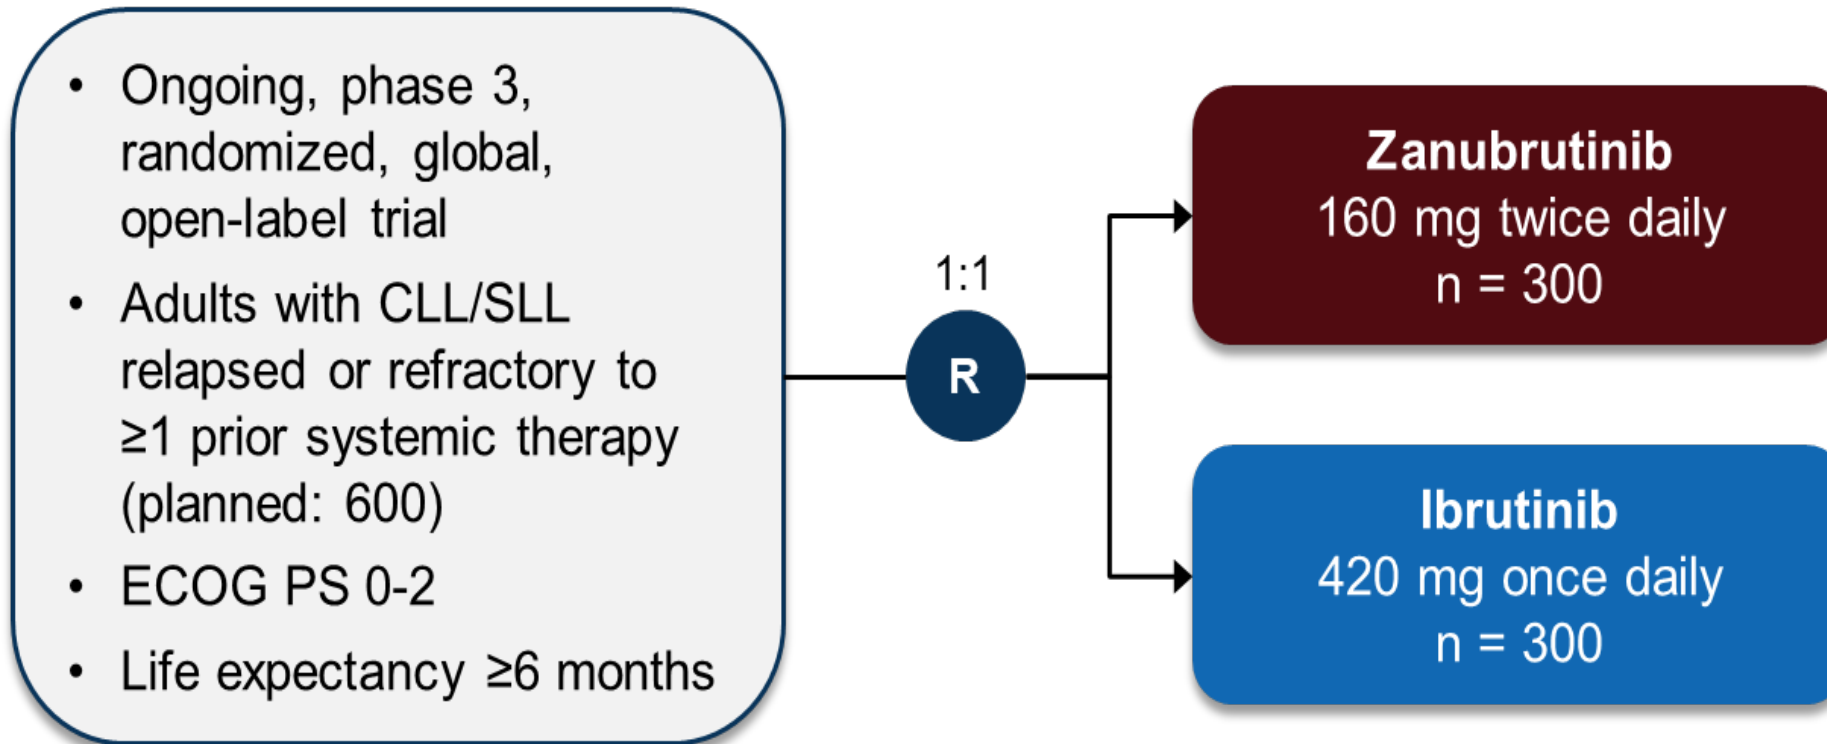 • Ongoing, phase 3,
randomized, global,
open-label trial
• Adults with CLL/SLL
relapsed or refractory to
≥1 prior systemic therapy
(planned: 600)
• ECOG PS 0-2
• Life expectancy ≥6 months
1:1
R
Zanubrutinib
160 mg twice daily
n = 300
Ibrutinib
420 mg once daily
n = 300